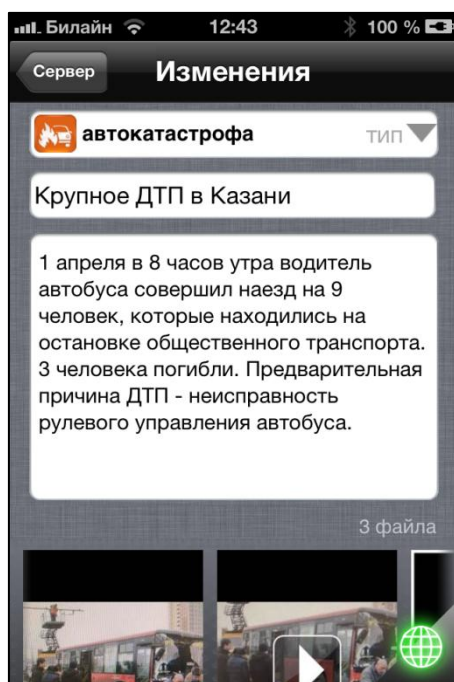 Билайн 12:43 100 %
Сервер Изменения
автокатастрофа тип
Крупное ДТП в Казани
1 апреля в 8 часов утра водитель
автобуса совершил наезд на 9
человек, которые находились на
остановке общественного транспорта.
3 человека погибли. Предварительная
причина ДТП - неисправность
рулевого управления автобуса.
3 файла